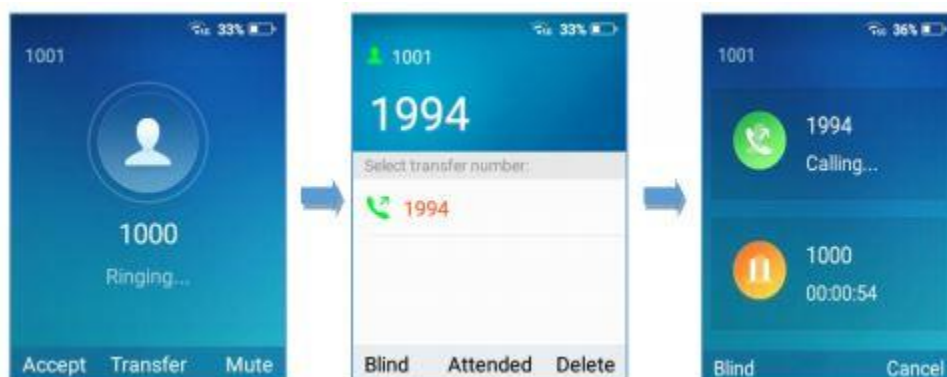 33%
1001
1000
Ringing...
Accept Transfer Mute
33%
1001
1994
Select transfer number:
1994
Blind Attended Delete
36%
1001
1994
Calling...
1000
00:00:54
Blind Cancel